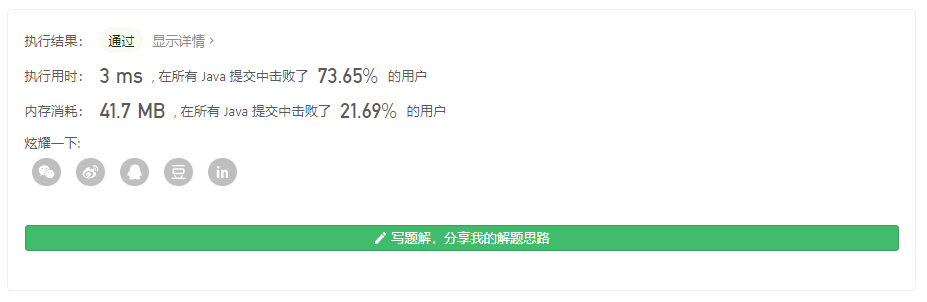 执行结果： 通过 显示详情 >
执行用时： 3 ms , 在所有 Java 提交中击败了 73.65% 的用户
内存消耗： 41.7 MB , 在所有 Java 提交中击败了 21.69% 的用户
炫耀一下:
豆 in
写题解，分享我的解题思路